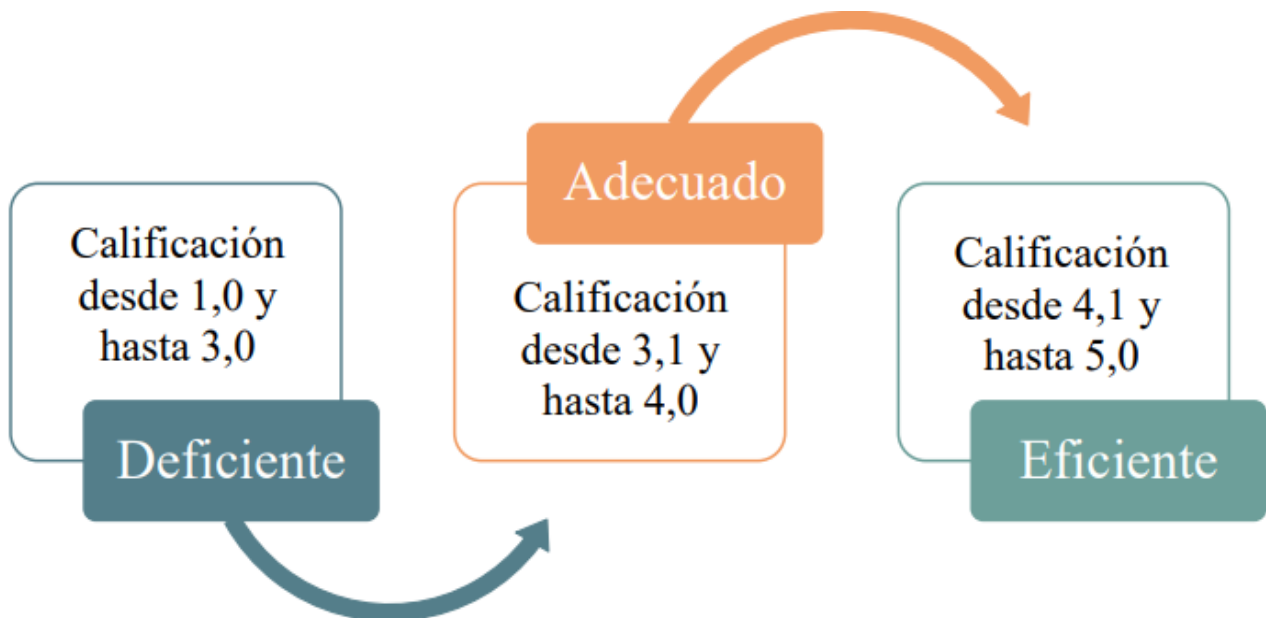 Calificación
desde 1,0 y
hasta 3,0
Deficiente
Adecuado
Calificación
desde 3,1 y
hasta 4,0
Calificación
desde 4,1 y
hasta 5,0
Eficiente